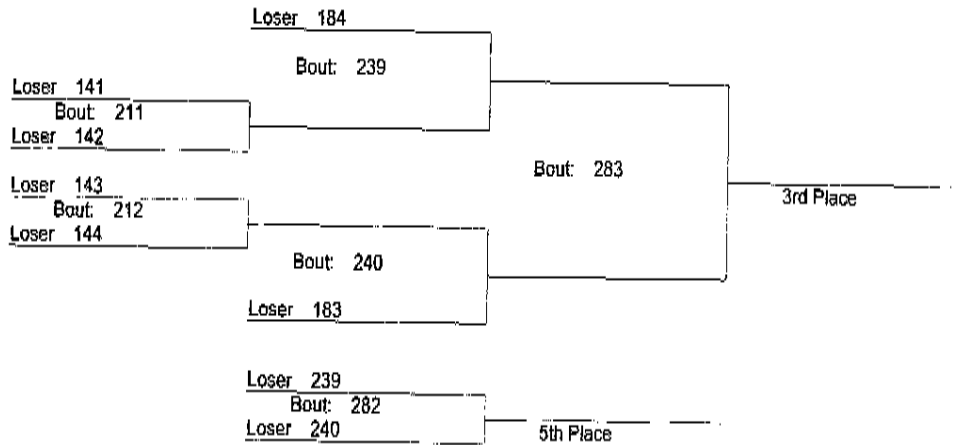 Loser 184
Bout: 239
Loser 141
Bout: 211
Loser 142
Bout: 283
Loser 143
Bout: 212
Loser 144
3rd Place
Bout: 240
Loser 183
Loser 239
Bout: 282
Loser 240
5th Place